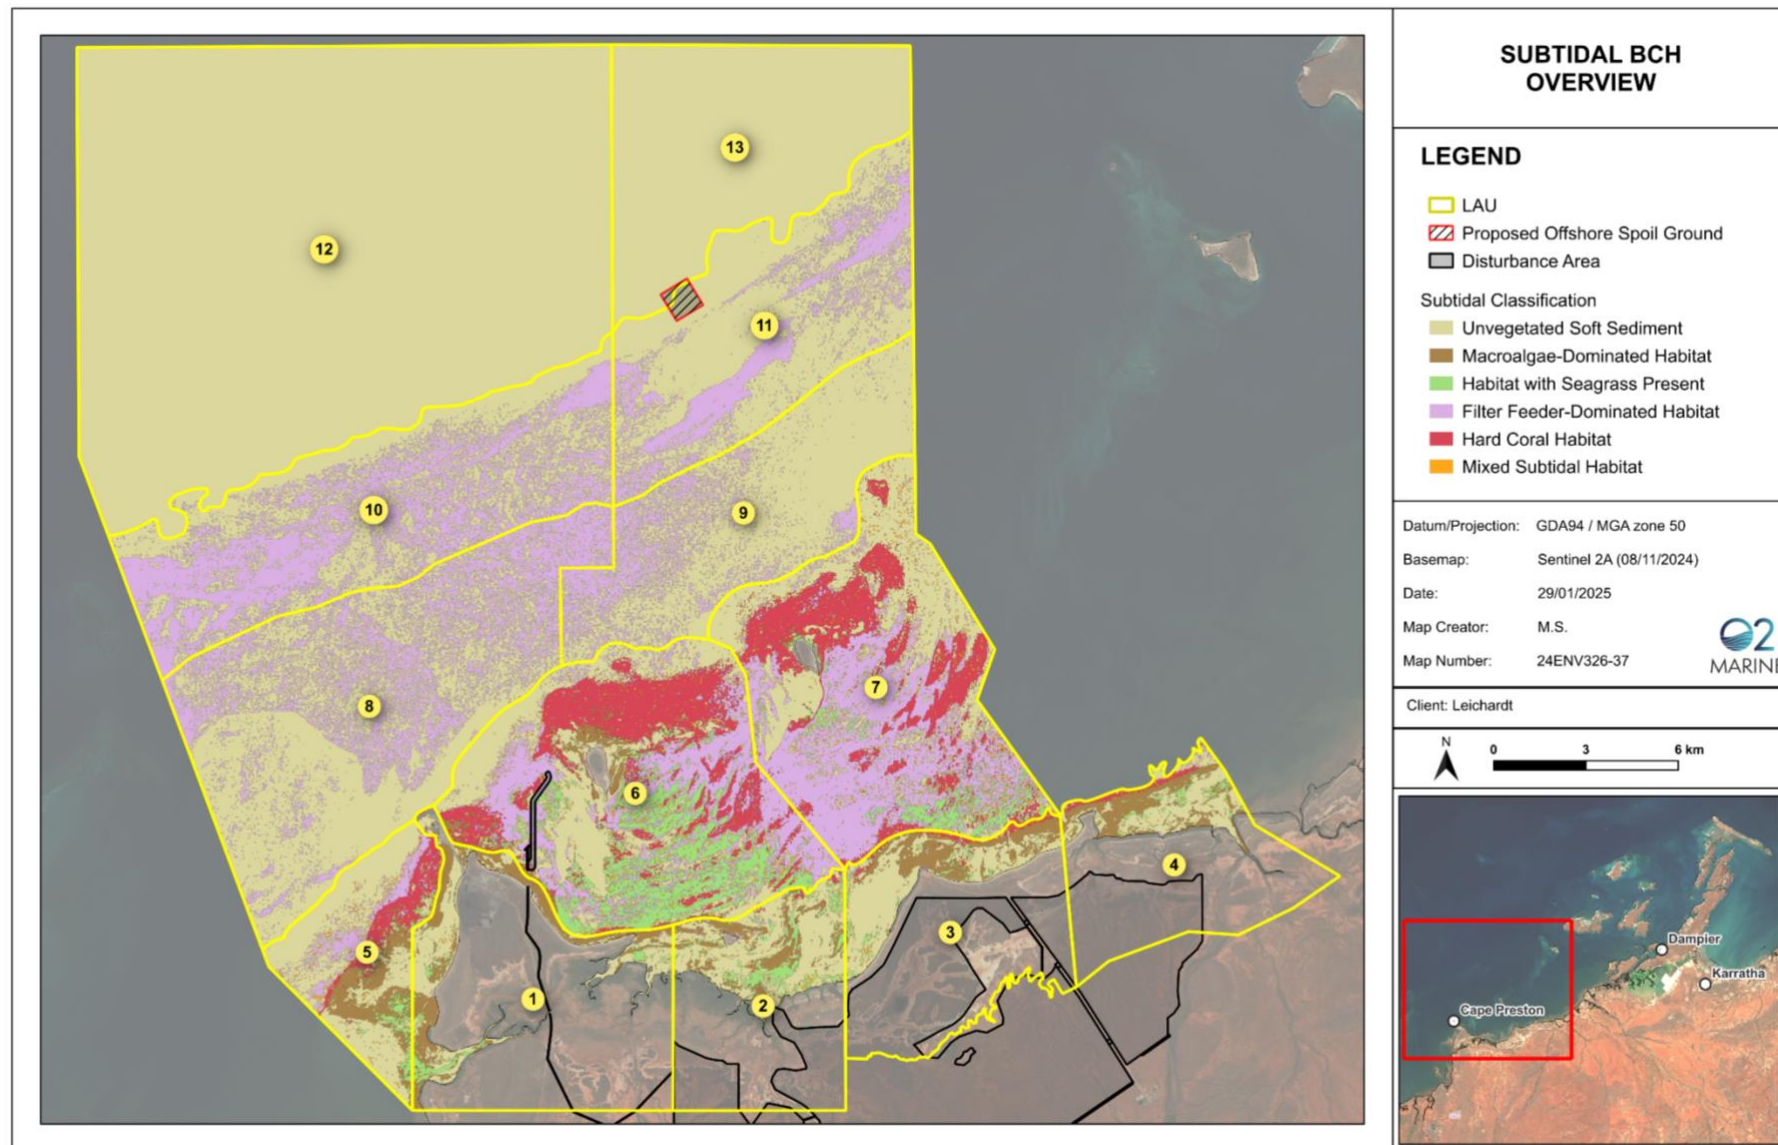 SUBTIDAL BCH
OVERVIEW
LEGEND
LAU
Proposed Offshore Spoil Ground
Disturbance Area
Subtidal Classification
Unvegetated Soft Sediment
Macroalgae-Dominated Habitat
Habitat with Seagrass Present
Filter Feeder-Dominated Habitat
Hard Coral Habitat
Mixed Subtidal Habitat
Datum/Projection: GDA94 / MGA zone 50
Basemap: Sentinel 2A (08/11/2024)
Date: 29/01/2025
Map Creator: M.S.
Map Number: 24ENV326-37
O2
MARINE
Client: Leichardt
N
0 3 6 km
Dampier
Karratha
Cape Preston
13
12
11
10
9
7
8
6
4
3
5
1
2